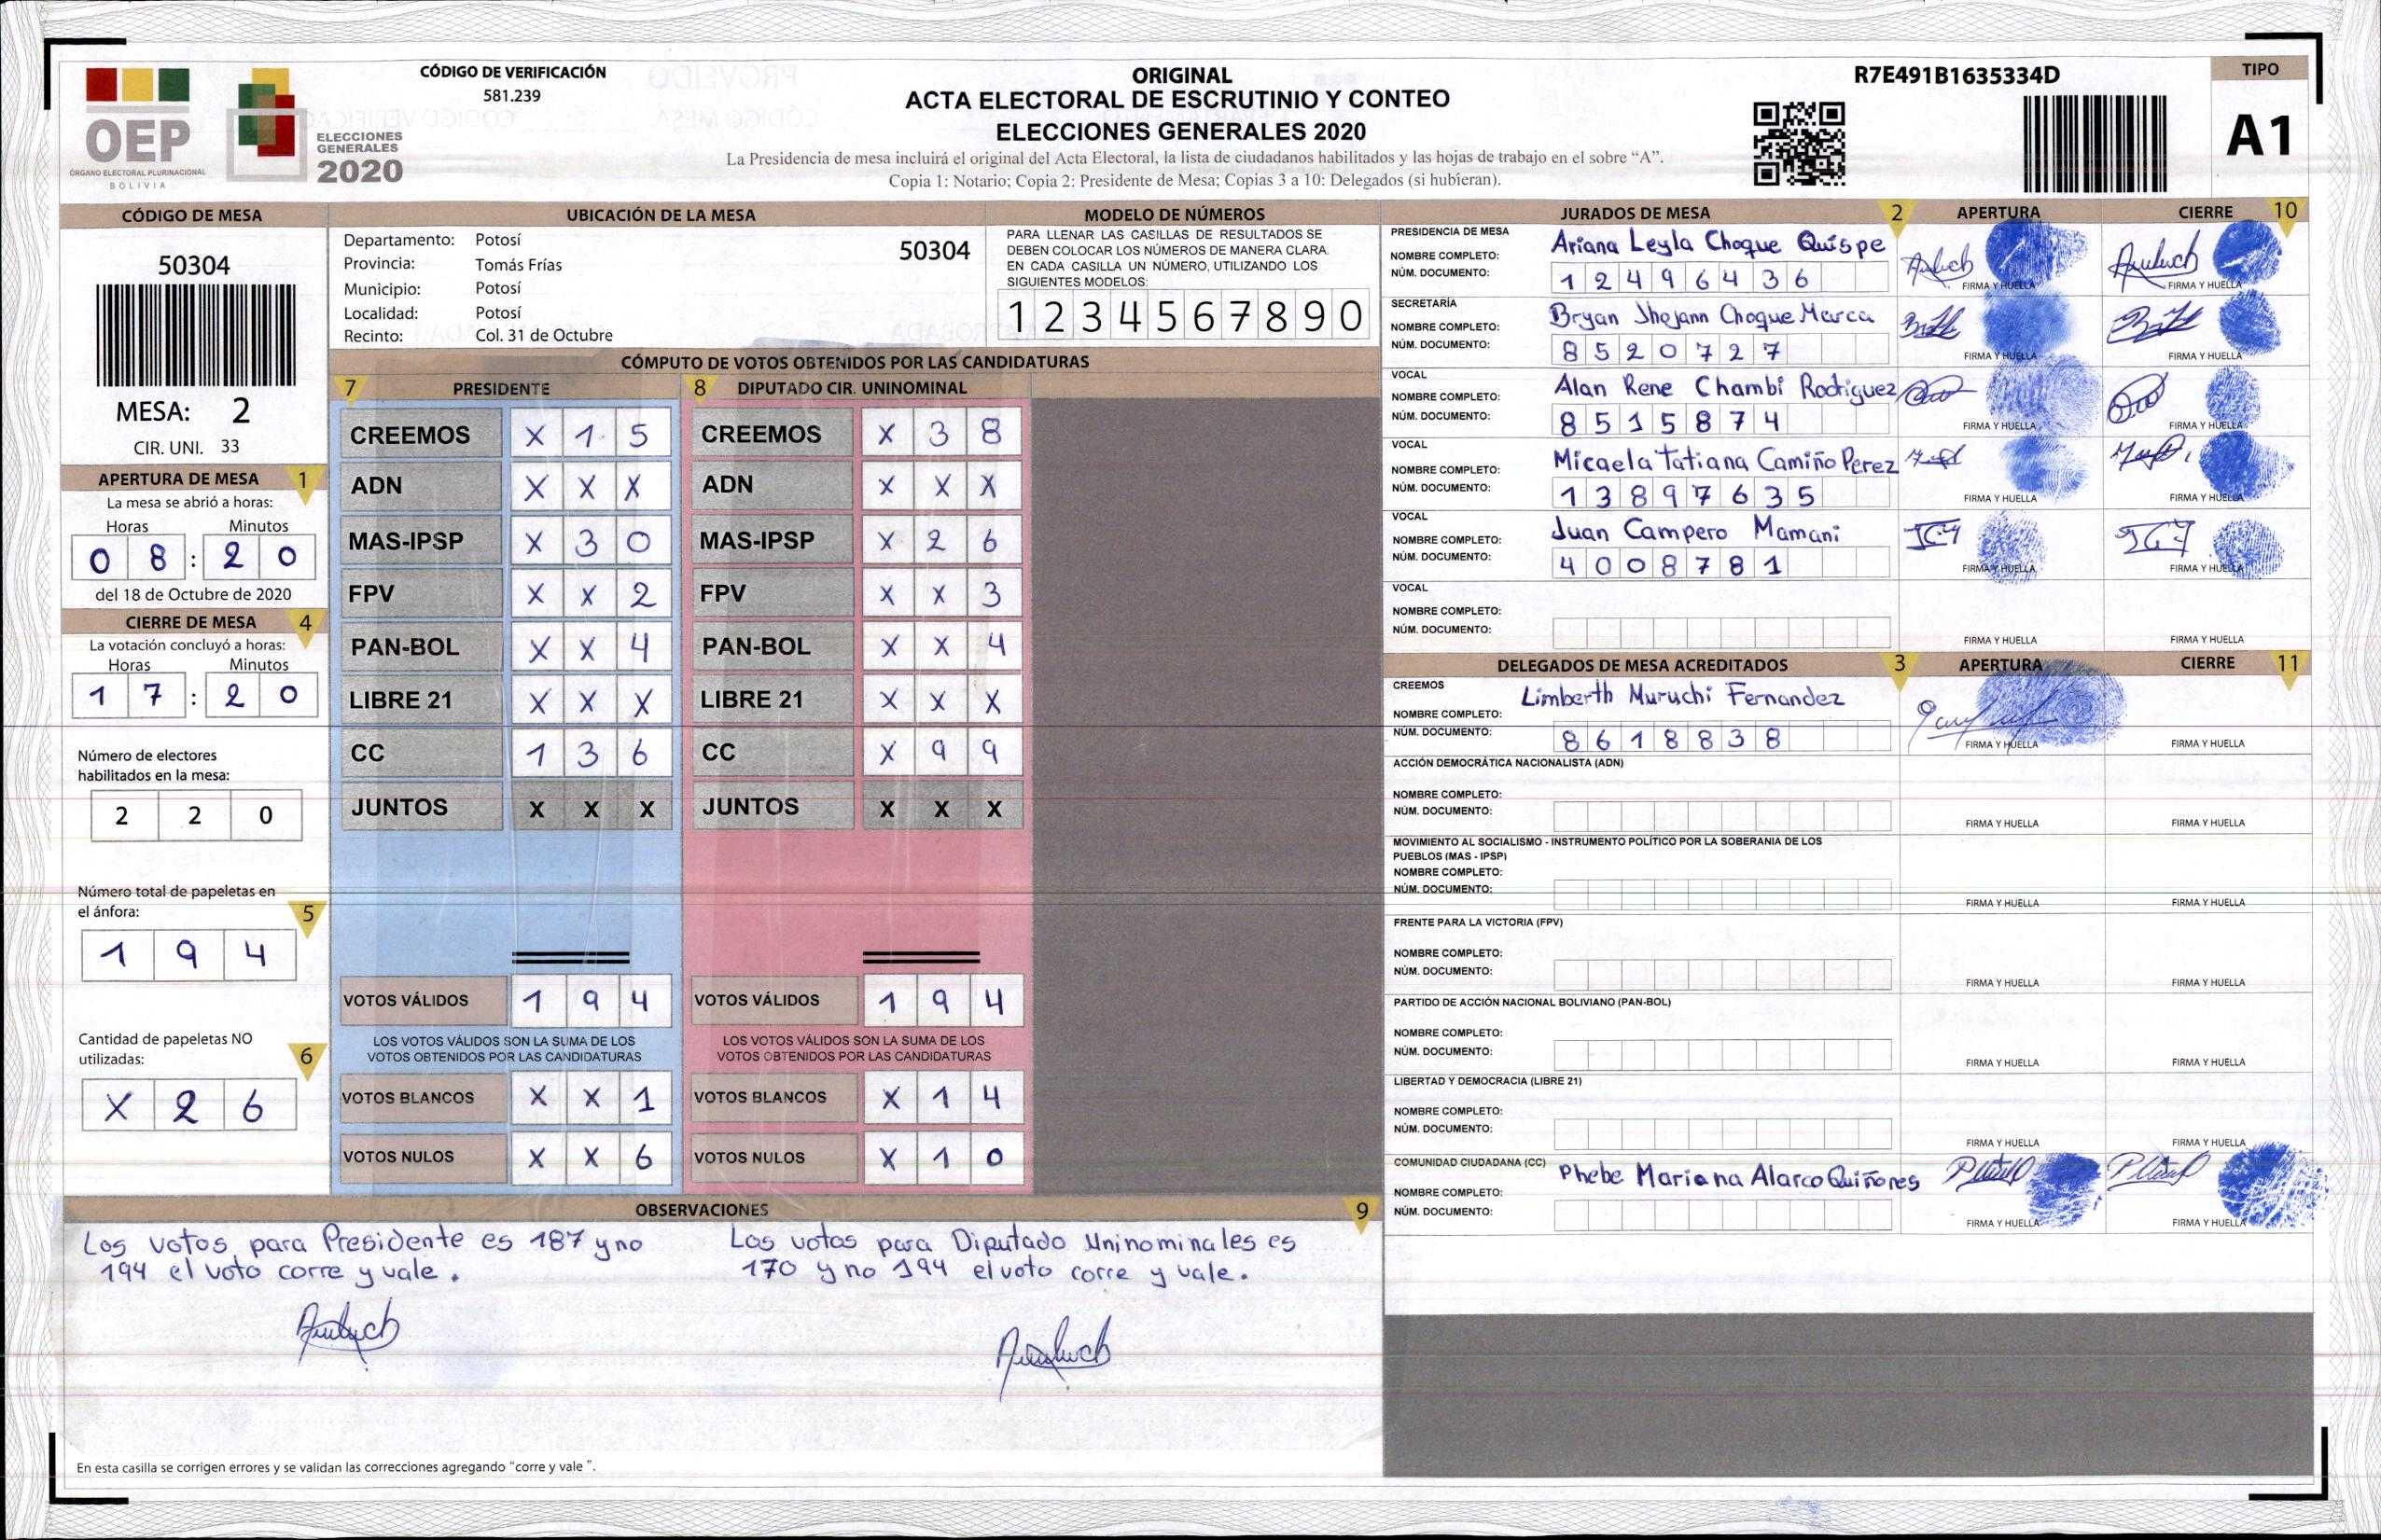 CÓDIGO DE VERIFICACIÓN
581.239
OEP
ÓRGANO ELECTORAL PLURINACIONAL
BOLIVIA
ELECCIONES
GENERALES
2020
ORIGINAL
ACTA ELECTORAL DE ESCRUTINIO Y CONTEO
ELECCIONES GENERALES 2020
La Presidencia de mesa incluirá el original del Acta Electoral, la lista de ciudadanos habilitados y las hojas de trabajo en el sobre “A”.
Copia 1: Notario; Copia 2: Presidente de Mesa; Copias 3 a 10: Delegados (si hubieran).
R7E491B1635334D
TIPO
A1
CÓDIGO DE MESA
50304
MESA: 2
CIR. UNI. 33
APERTURA DE MESA 1
La mesa se abrió a horas:
Horas Minutos
0 8 : 2 0
del 18 de Octubre de 2020
CIERRE DE MESA 4
La votación concluyó a horas:
Horas Minutos
1 7 : 2 0
Número de electores
habilitados en la mesa:
2 2 0
Número total de papeletas en
el ánfora: 5
1 9 4
Cantidad de papeletas NO
utilizadas: 6
X 2 6
UBICACIÓN DE LA MESA
Departamento: Potosí 50304
Provincia: Tomás Frías
Municipio: Potosí
Localidad: Potosí
Recinto: Col. 31 de Octubre
MODELO DE NÚMEROS
PARA LLENAR LAS CASILLAS DE RESULTADOS SE
DEBEN COLOCAR LOS NÚMEROS DE MANERA CLARA.
EN CADA CASILLA UN NÚMERO, UTILIZANDO LOS
SIGUIENTES MODELOS:
1 2 3 4 5 6 7 8 9 0
CÓMPUTO DE VOTOS OBTENIDOS POR LAS CANDIDATURAS
7 PRESIDENTE 8 DIPUTADO CIR. UNINOMINAL
CREEMOS X 1 5 CREEMOS X 3 8
ADN X X X ADN X X X
MAS-IPSP X 3 0 MAS-IPSP X 2 6
FPV X X 2 FPV X X 3
PAN-BOL X X 4 PAN-BOL X X 4
LIBRE 21 X X X LIBRE 21 X X X
CC 1 3 6 CC X 9 9
JUNTOS X X X JUNTOS X X X
VOTOS VÁLIDOS 1 9 4 VOTOS VÁLIDOS 1 9 4
LOS VOTOS VÁLIDOS SON LA SUMA DE LOS LOS VOTOS VÁLIDOS SON LA SUMA DE LOS
VOTOS OBTENIDOS POR LAS CANDIDATURAS VOTOS OBTENIDOS POR LAS CANDIDATURAS
VOTOS BLANCOS X X 1 VOTOS BLANCOS X 1 4
VOTOS NULOS X X 6 VOTOS NULOS X 1 0
OBSERVACIONES 9
Los votos para Presidente es 187 y no
194 el voto corre y vale.
Los votos para Diputado Uninominales es
170 y no 194 el voto corre y vale.
En esta casilla se corrigen errores y se validan las correcciones agregando “corre y vale ”.
JURADOS DE MESA 2 APERTURA CIERRE 10
PRESIDENCIA DE MESA
NOMBRE COMPLETO: Ariana Leyla Choque Quispe
NÚM. DOCUMENTO: 1 2 4 9 6 4 3 6
FIRMA Y HUELLA FIRMA Y HUELLA
SECRETARÍA
NOMBRE COMPLETO: Bryan Jhojann Choque Marca
NÚM. DOCUMENTO: 8 5 2 0 7 2 7
FIRMA Y HUELLA FIRMA Y HUELLA
VOCAL
NOMBRE COMPLETO: Alan Rene Chambi Rodriguez
NÚM. DOCUMENTO: 8 5 1 5 8 7 4
FIRMA Y HUELLA FIRMA Y HUELLA
VOCAL
NOMBRE COMPLETO: Micaela Tatiana Camiño Perez
NÚM. DOCUMENTO: 1 3 8 9 7 6 3 5
FIRMA Y HUELLA FIRMA Y HUELLA
VOCAL
NOMBRE COMPLETO: Juan Campero Mamani
NÚM. DOCUMENTO: 4 0 0 8 7 8 1
FIRMA Y HUELLA FIRMA Y HUELLA
VOCAL
NOMBRE COMPLETO:
NÚM. DOCUMENTO:
FIRMA Y HUELLA FIRMA Y HUELLA
DELEGADOS DE MESA ACREDITADOS 3 APERTURA CIERRE 11
CREEMOS
NOMBRE COMPLETO: Limberth Muruchi Fernandez
NÚM. DOCUMENTO: 8 6 1 8 8 3 8
FIRMA Y HUELLA FIRMA Y HUELLA
ACCIÓN DEMOCRÁTICA NACIONALISTA (ADN)
NOMBRE COMPLETO:
NÚM. DOCUMENTO:
FIRMA Y HUELLA FIRMA Y HUELLA
MOVIMIENTO AL SOCIALISMO - INSTRUMENTO POLÍTICO POR LA SOBERANIA DE LOS
PUEBLOS (MAS - IPSP)
NOMBRE COMPLETO:
NÚM. DOCUMENTO:
FIRMA Y HUELLA FIRMA Y HUELLA
FRENTE PARA LA VICTORIA (FPV)
NOMBRE COMPLETO:
NÚM. DOCUMENTO:
FIRMA Y HUELLA FIRMA Y HUELLA
PARTIDO DE ACCIÓN NACIONAL BOLIVIANO (PAN-BOL)
NOMBRE COMPLETO:
NÚM. DOCUMENTO:
FIRMA Y HUELLA FIRMA Y HUELLA
LIBERTAD Y DEMOCRACIA (LIBRE 21)
NOMBRE COMPLETO:
NÚM. DOCUMENTO:
FIRMA Y HUELLA FIRMA Y HUELLA
COMUNIDAD CIUDADANA (CC)
NOMBRE COMPLETO: Phebe Mariana Alarco Quiñones
NÚM. DOCUMENTO:
FIRMA Y HUELLA FIRMA Y HUELLA